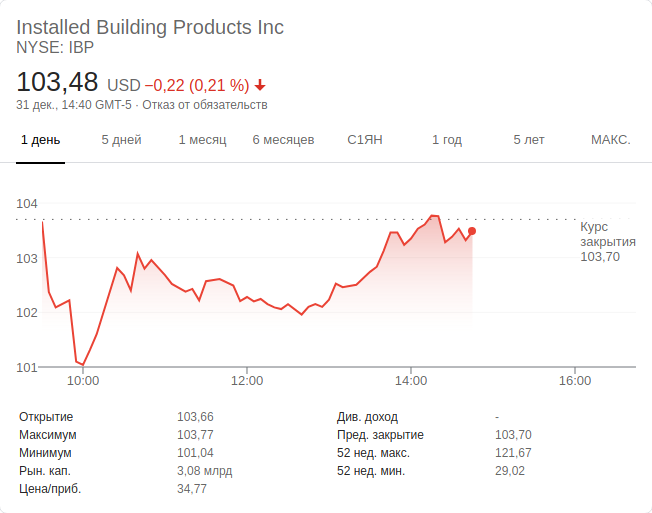 Installed Building Products Inc
NYSE: IBP
103,48 USD −0,22 (0,21 %)
31 дек., 14:40 GMT-5 · Отказ от обязательств
1 день 5 дней 1 месяц 6 месяцев С1ЯН 1 год 5 лет МАКС.
104
Курс
закрытия
103,70
103
102
101
10:00 12:00 14:00 16:00
Открытие 103,66 Див. доход -
Максимум 103,77 Пред. закрытие 103,70
Минимум 101,04 52 нед. макс. 121,67
Рын. кап. 3,08 млрд 52 нед. мин. 29,02
Цена/приб. 34,77